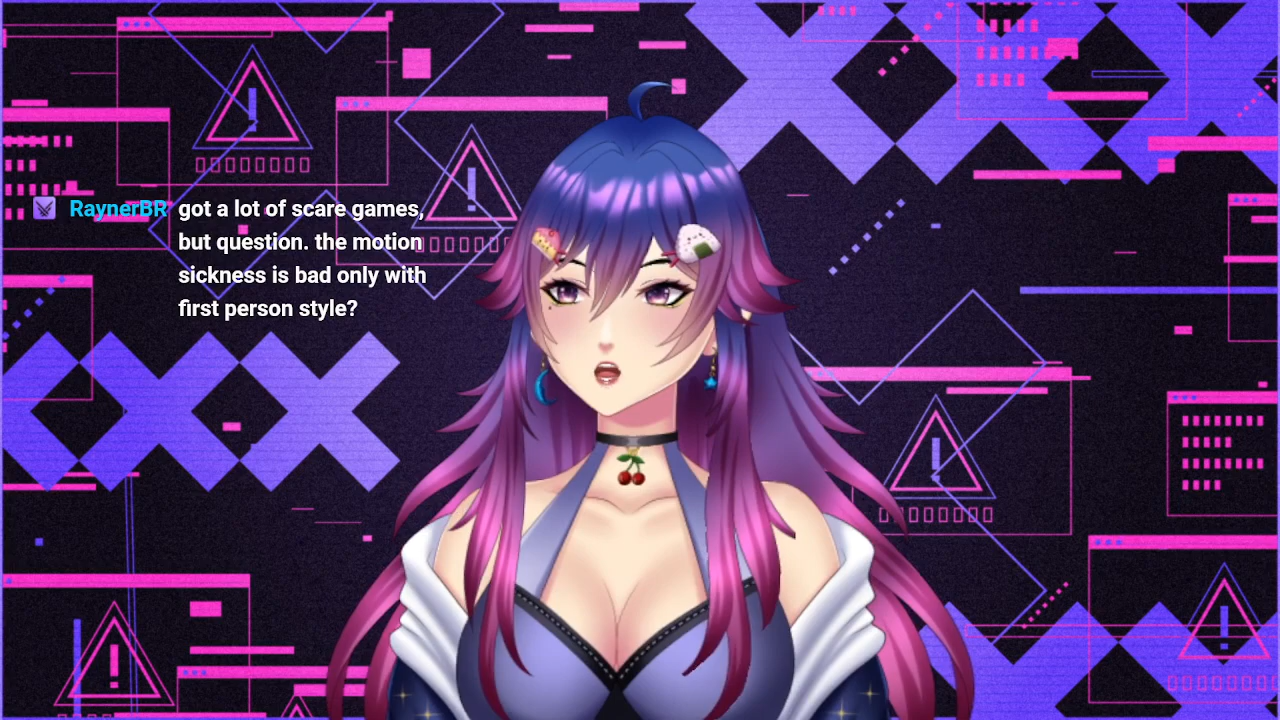 RaynerBR got a lot of scare games,
but question. the motion
sickness is bad only with
first person style?